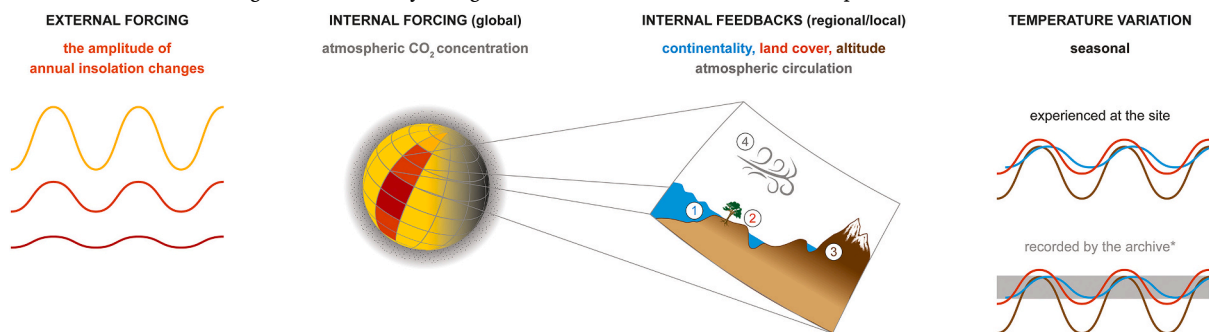 EXTERNAL FORCING
the amplitude of
annual insolation changes
INTERNAL FORCING (global)
atmospheric CO₂ concentration
INTERNAL FEEDBACKS (regional/local)
continentality, land cover, altitude
atmospheric circulation
4
1
2
3
TEMPERATURE VARIATION
seasonal
experienced at the site
recorded by the archive*